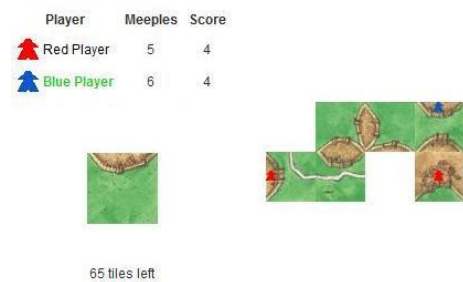 Player Meeples Score
Red Player 5 4
Blue Player 6 4
65 tiles left